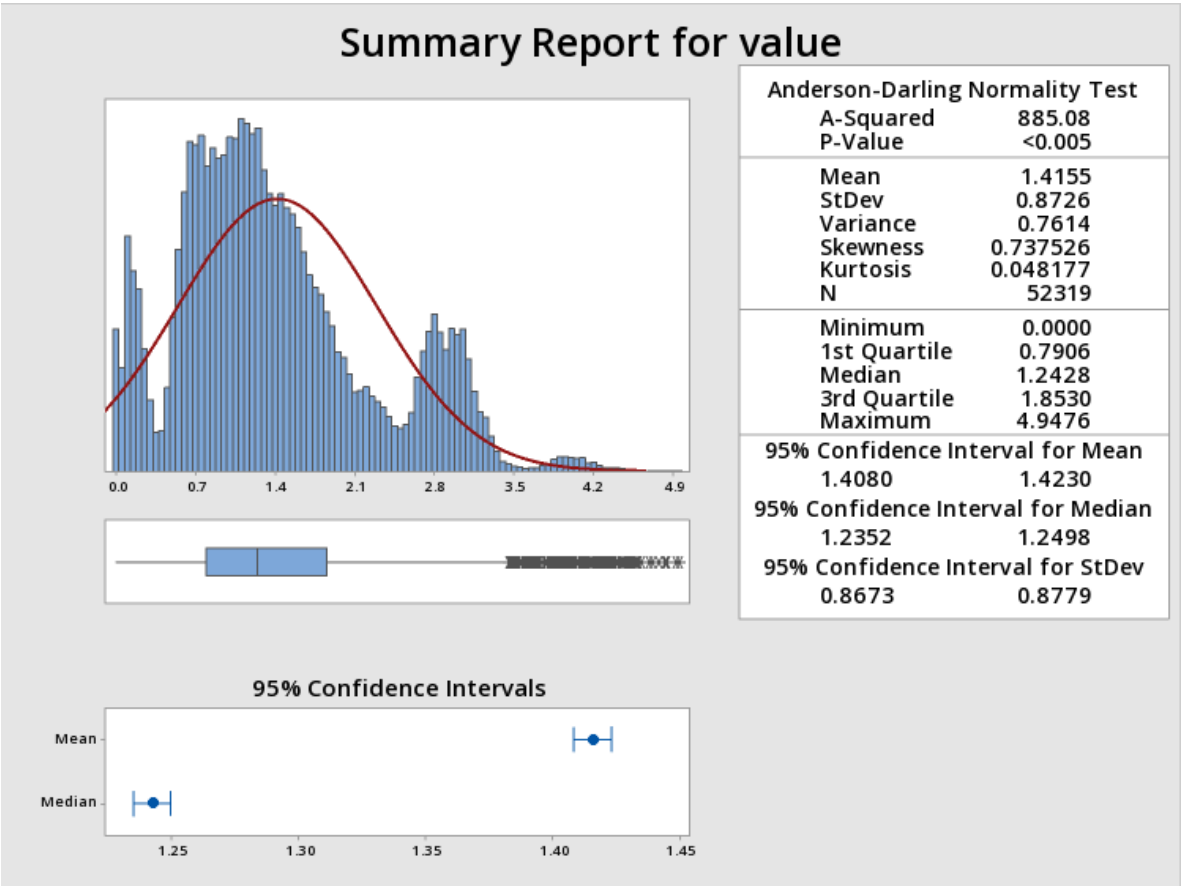 Summary Report for value
Anderson-Darling Normality Test
A-Squared 885.08
P-Value <0.005
Mean 1.4155
StDev 0.8726
Variance 0.7614
Skewness 0.737526
Kurtosis 0.048177
N 52319
Minimum 0.0000
1st Quartile 0.7906
Median 1.2428
3rd Quartile 1.8530
Maximum 4.9476
95% Confidence Interval for Mean
1.4080 1.4230
95% Confidence Interval for Median
1.2352 1.2498
95% Confidence Interval for StDev
0.8673 0.8779
0.0 0.7 1.4 2.1 2.8 3.5 4.2 4.9
95% Confidence Intervals
Mean
Median
1.25 1.30 1.35 1.40 1.45